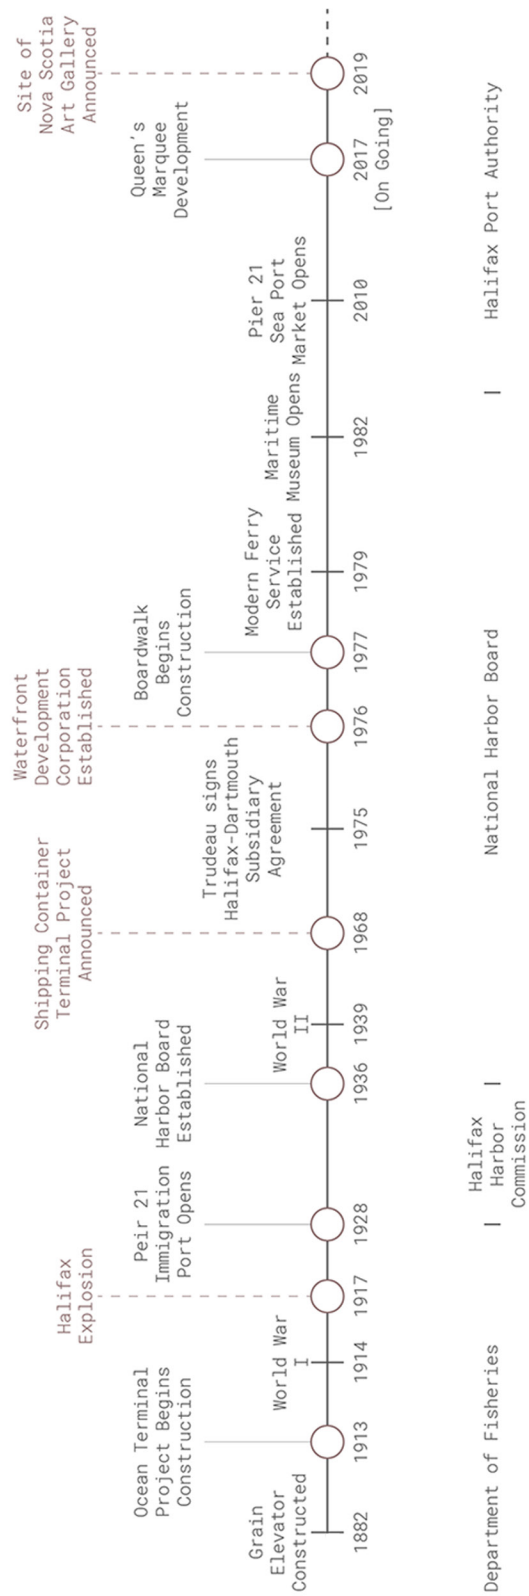 Grain
Elevator
Constructed
1882
Ocean Terminal
Project Begins
Construction
1913
World War
I
1914
Halifax
Explosion
1917
Peir 21
Immigration
Port Opens
1928
National
Harbor Board
Established
1936
World War
II
1939
Shipping Container
Terminal Project
Announced
1968
Trudeau signs
Halifax-Dartmouth
Subsidiary
Agreement
1975
Waterfront
Development
Corporation
Established
1976
Boardwalk
Begins
Construction
1977
Modern Ferry
Service
Established
1979
Maritime
Museum Opens
1982
Pier 21
Sea Port
Market Opens
2010
Queen's
Marquee
Development
2017
[On Going]
Site of
Nova Scotia
Art Gallery
Announced
2019
Department of Fisheries
Halifax
Harbor
Commission
National Harbor Board
Halifax Port Authority